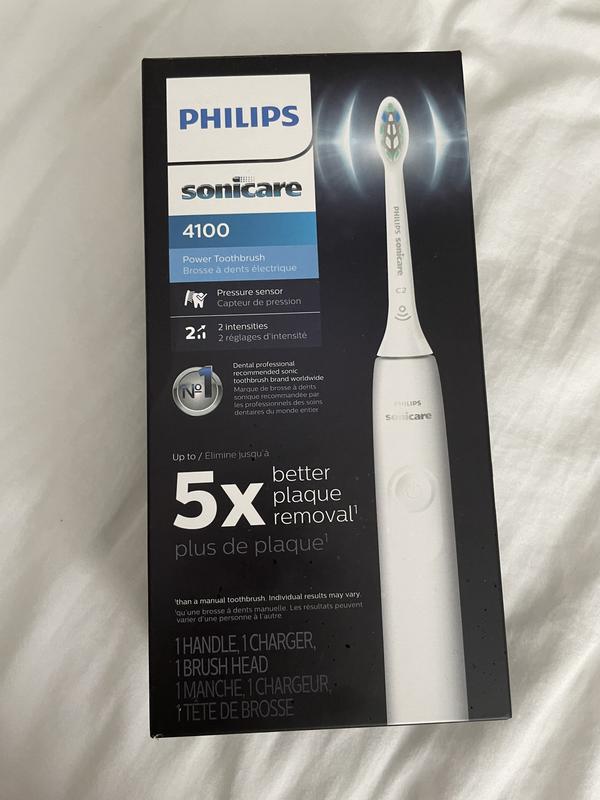 PHILIPS
sonicare
4100
Power Toothbrush
Brosse à dents électrique
Pressure sensor
Capteur de pression
2
2 intensities
2 réglages d'intensité
Nº1
Dental professional
recommended sonic
toothbrush brand worldwide
Marque de brosse à dents
sonique recommandée par
les professionnels des soins
dentaires du monde entier
Up to / Élimine jusqu'à
5x
better
plaque
removal¹
plus de plaque¹
¹than a manual toothbrush. Individual results may vary.
¹qu'une brosse à dents manuelle. Les résultats peuvent
varier d'une personne à l'autre.
1 HANDLE, 1 CHARGER,
1 BRUSH HEAD
1 MANCHE, 1 CHARGEUR,
1 TÊTE DE BROSSE
PHILIPS sonicare
C2
PHILIPS
sonicare